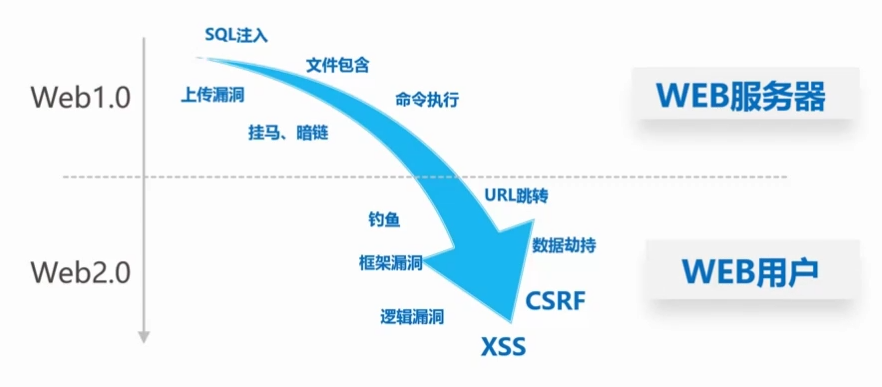 SQL注入
文件包含
Web1.0
上传漏洞
命令执行
WEB服务器
挂马、暗链
URL跳转
钓鱼
数据劫持
框架漏洞
Web2.0
WEB用户
CSRF
逻辑漏洞
XSS